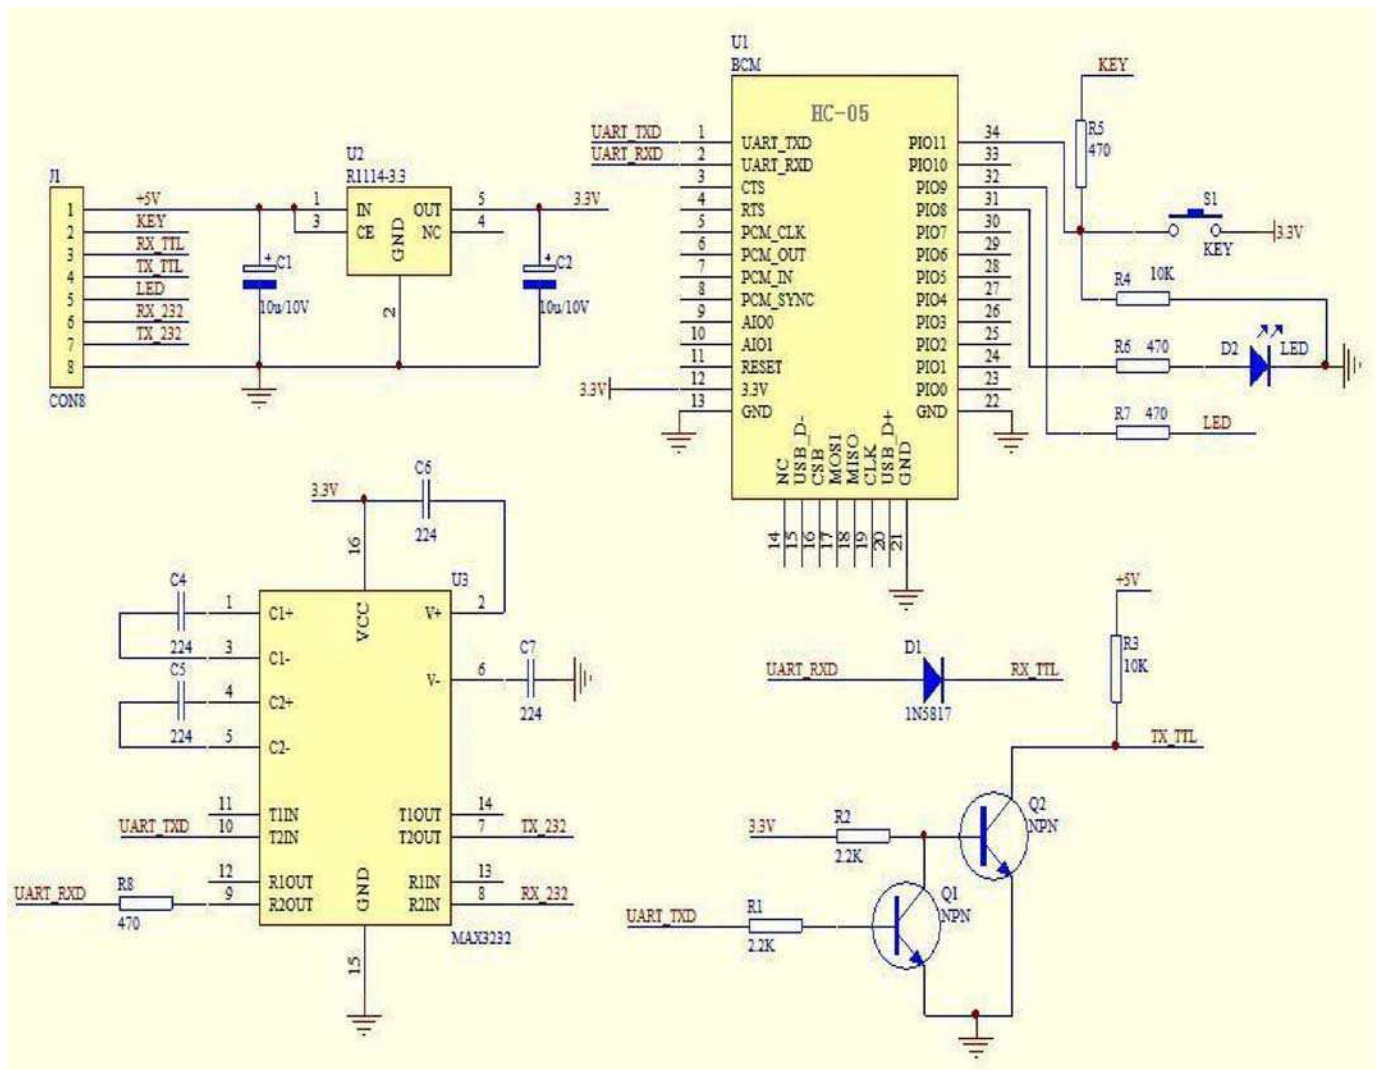 J1
1 +5V
2 KEY
3 RX_TTL
4 TX_TTL
5 LED
6 RX_232
7 TX_232
8
CON8
+ C1
10u/10V
U2
R1114-3.3
1 IN OUT 5 3.3V
3 CE NC 4
GND
2
+ C2
10u/10V
U1
BCM
HC-05
UART_TXD 1 UART_TXD PIO11 34
UART_RXD 2 UART_RXD PIO10 33
3 CTS PIO9 32
4 RTS PIO8 31
5 PCM_CLK PIO7 30
6 PCM_OUT PIO6 29
7 PCM_IN PIO5 28
8 PCM_SYNC PIO4 27
9 AIO0 PIO3 26
10 AIO1 PIO2 25
11 RESET PIO1 24
3.3V 12 3.3V PIO0 23
13 GND GND 22
NC USB_D- CSB MOSI MISO CLK USB_D+ GND
14 15 16 17 18 19 20 21
KEY
R5
470
S1
KEY
3.3V
R4 10K
R6 470 D2 LED
R7 470 LED
3.3V
C6
224
16
U3
C4
224
C5
224
1 C1+ VCC V+ 2
3 C1-
V- 6 C7
224
4 C2+
5 C2-
11 T1IN T1OUT 14
UART_TXD 10 T2IN T2OUT 7 TX_232
12 R1OUT R1IN 13
UART_RXD R8 9 R2OUT GND R2IN 8 RX_232
470
MAX3232
15
D1
UART_RXD RX_TTL
1N5817
+5V
R3
10K
TX_TTL
Q2
NPN
3.3V R2
2.2K
Q1
NPN
UART_TXD R1
2.2K